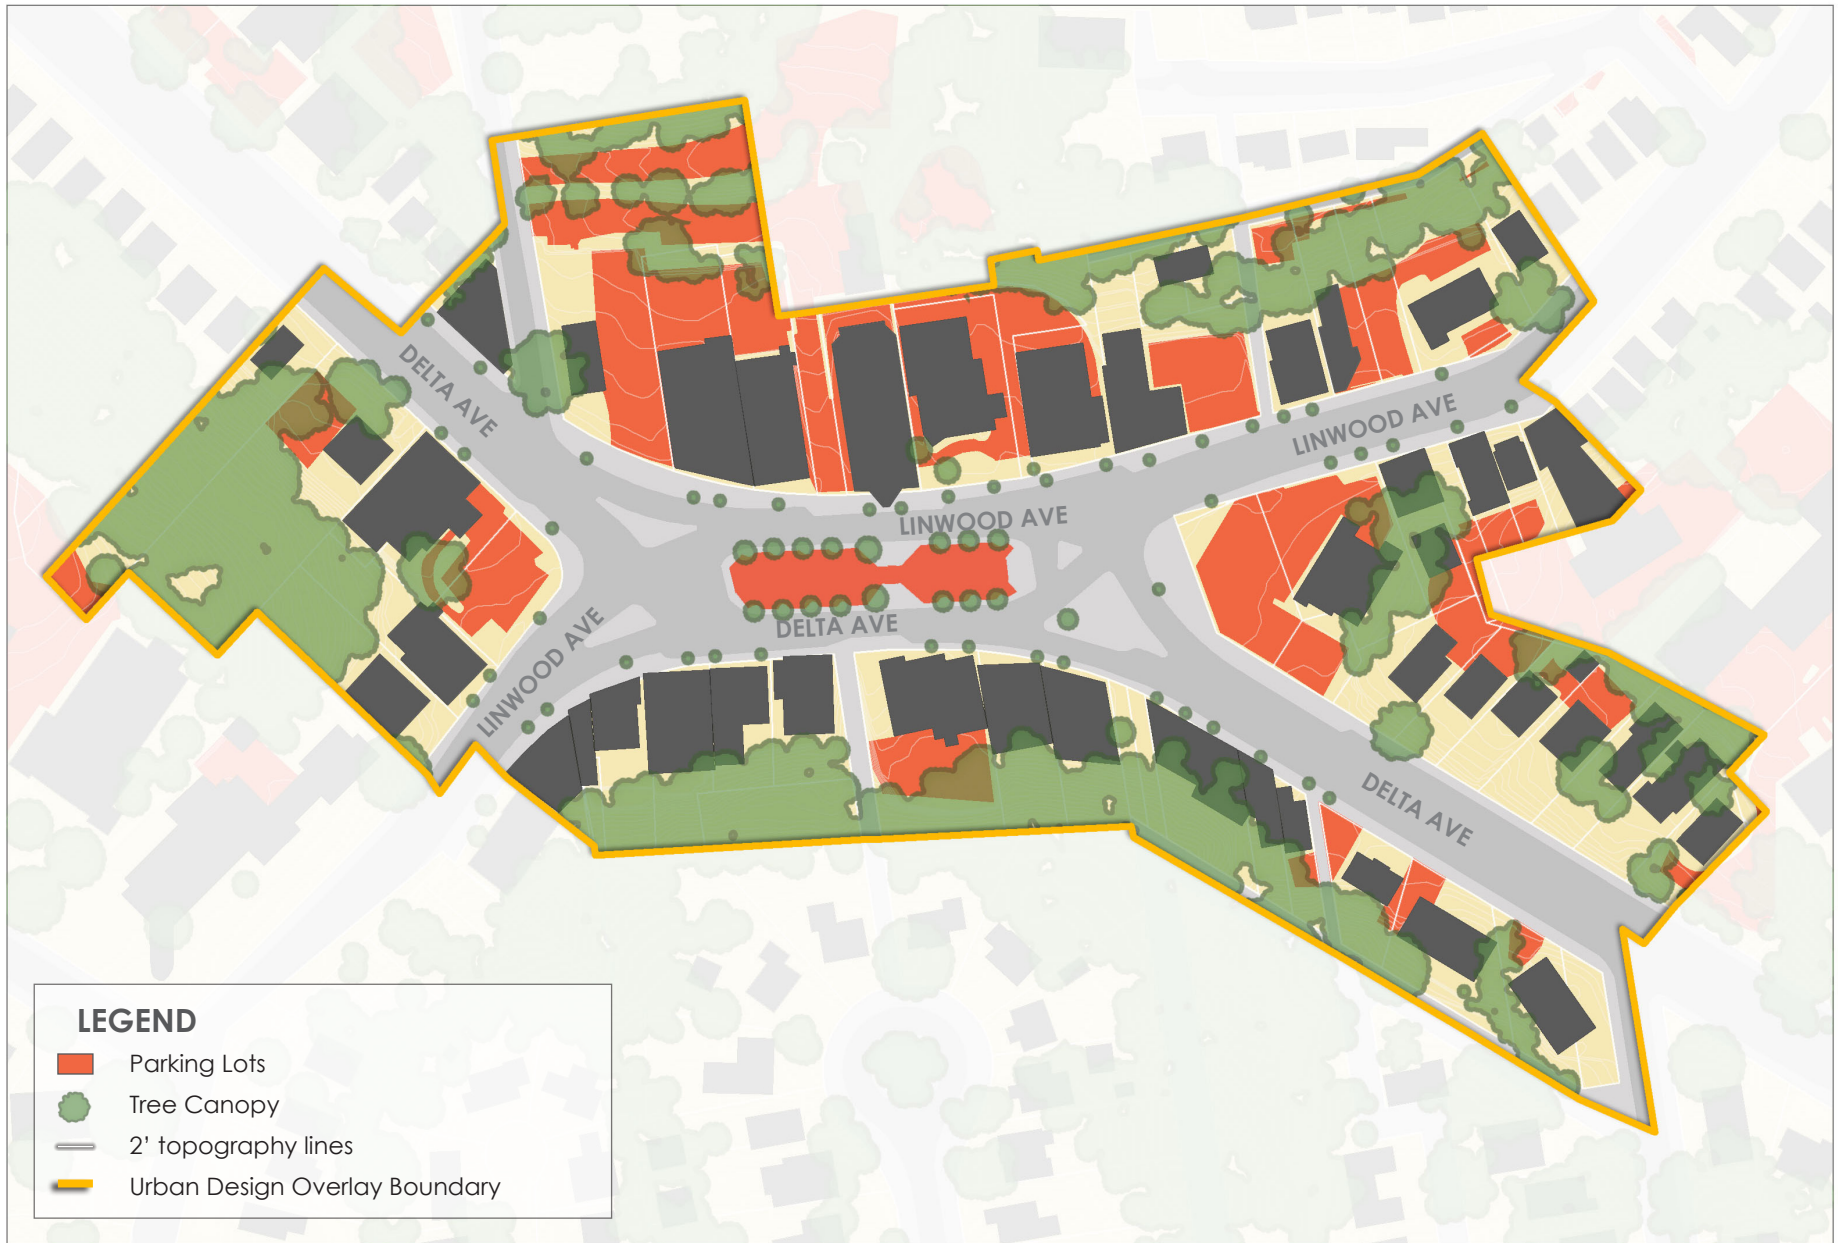 DELTA AVE
LINWOOD AVE
LINWOOD AVE
DELTA AVE
LINWOOD AVE
DELTA AVE
LEGEND
Parking Lots
Tree Canopy
2’ topography lines
Urban Design Overlay Boundary